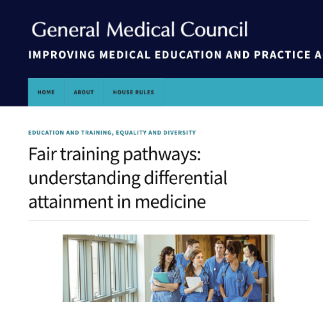 General Medical Council
IMPROVING MEDICAL EDUCATION AND PRACTICE A
HOME ABOUT HOUSE RULES
EDUCATION AND TRAINING, EQUALITY AND DIVERSITY
Fair training pathways:
understanding differential
attainment in medicine